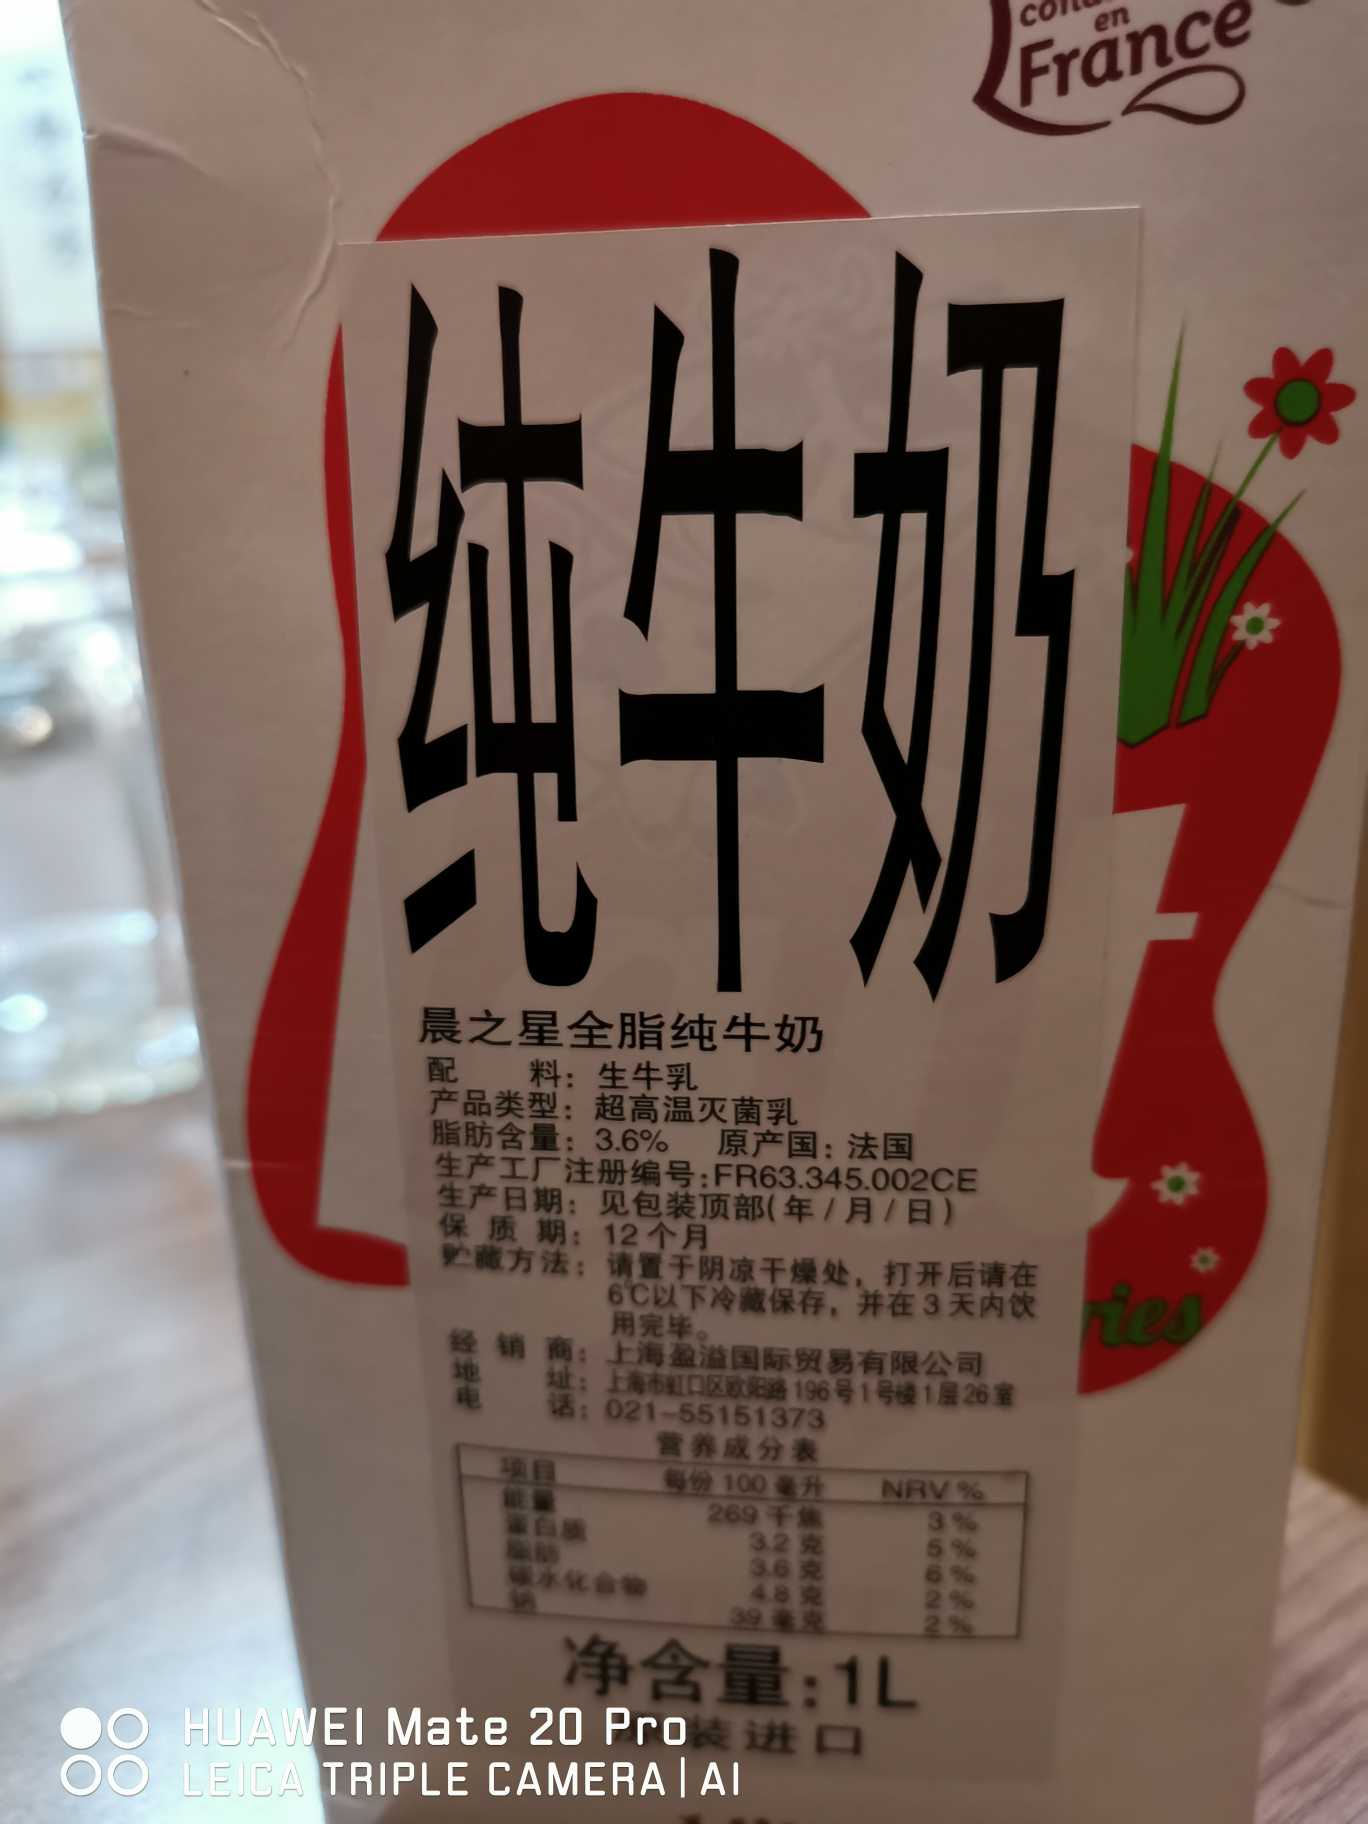 en
France
纯牛奶
晨之星全脂纯牛奶
配 料：生牛乳
产品类型：超高温灭菌乳
脂肪含量：3.6% 原产国：法国
生产工厂注册编号:FR63.345.002CE
生产日期：见包装顶部(年/月/日)
保质期：12个月
贮藏方法：请置于阴凉干燥处，打开后请在
6℃以下冷藏保存，并在3天内饮
用完毕。
经销商：上海盈溢国际贸易有限公司
地 址：上海市虹口区欧阳路196号1号楼1层26室
电 话：021-55151373
营养成分表
项目 每份100毫升 NRV%
能量 269千焦 3%
蛋白质 3.2克 5%
脂肪 3.6克 6%
碳水化合物 4.8克 2%
钠 39毫克 2%
净含量:1L
装进口
ries
HUAWEI Mate 20 Pro
LEICA TRIPLE CAMERA | AI